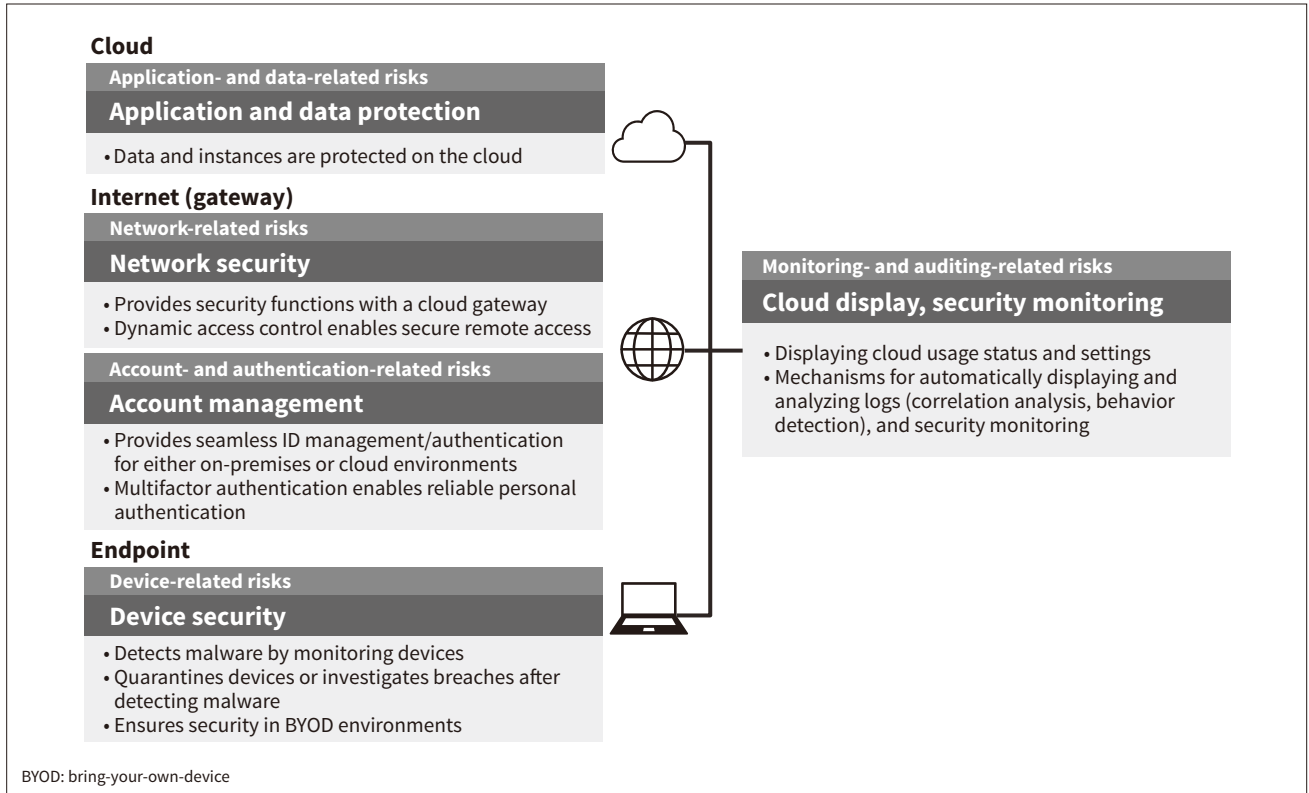 Cloud
Application- and data-related risks
Application and data protection
• Data and instances are protected on the cloud
Internet (gateway)
Network-related risks
Network security
• Provides security functions with a cloud gateway
• Dynamic access control enables secure remote access
Account- and authentication-related risks
Account management
• Provides seamless ID management/authentication
for either on-premises or cloud environments
• Multifactor authentication enables reliable personal
authentication
Endpoint
Device-related risks
Device security
• Detects malware by monitoring devices
• Quarantines devices or investigates breaches after
detecting malware
• Ensures security in BYOD environments
Monitoring- and auditing-related risks
Cloud display, security monitoring
• Displaying cloud usage status and settings
• Mechanisms for automatically displaying and
analyzing logs (correlation analysis, behavior
detection), and security monitoring
BYOD: bring-your-own-device